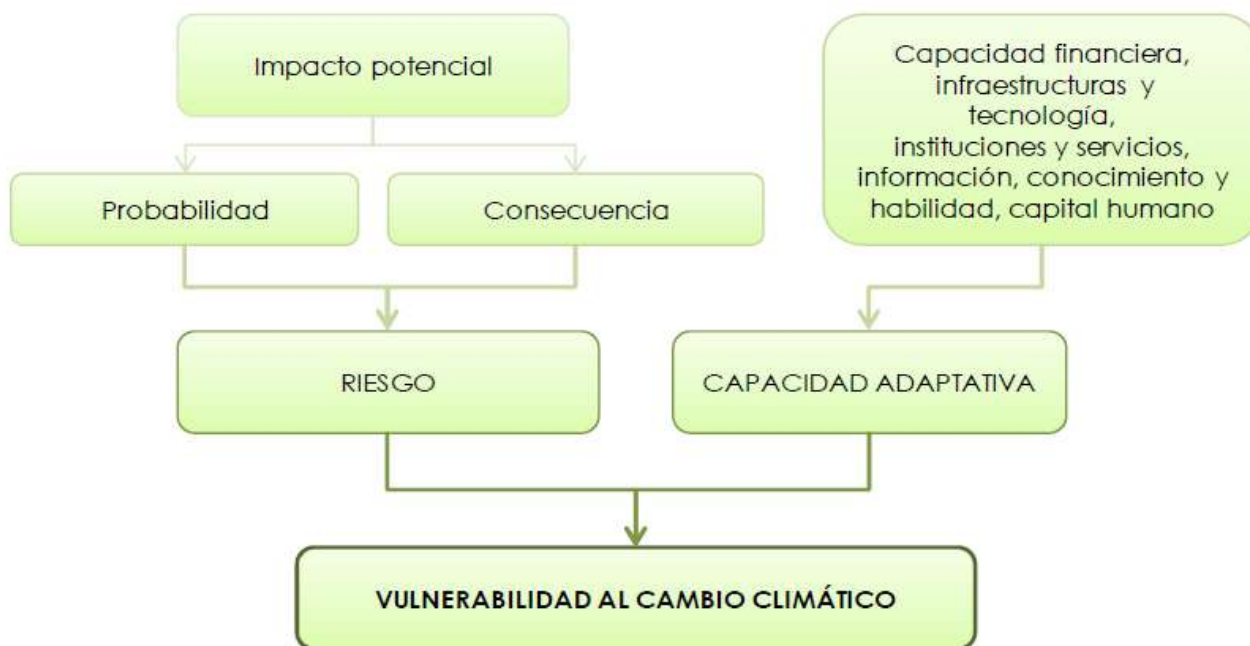 Impacto potencial
Capacidad financiera,
infraestructuras y
tecnología,
instituciones y servicios,
información, conocimiento y
habilidad, capital humano
Probabilidad
Consecuencia
RIESGO
CAPACIDAD ADAPTATIVA
VULNERABILIDAD AL CAMBIO CLIMÁTICO